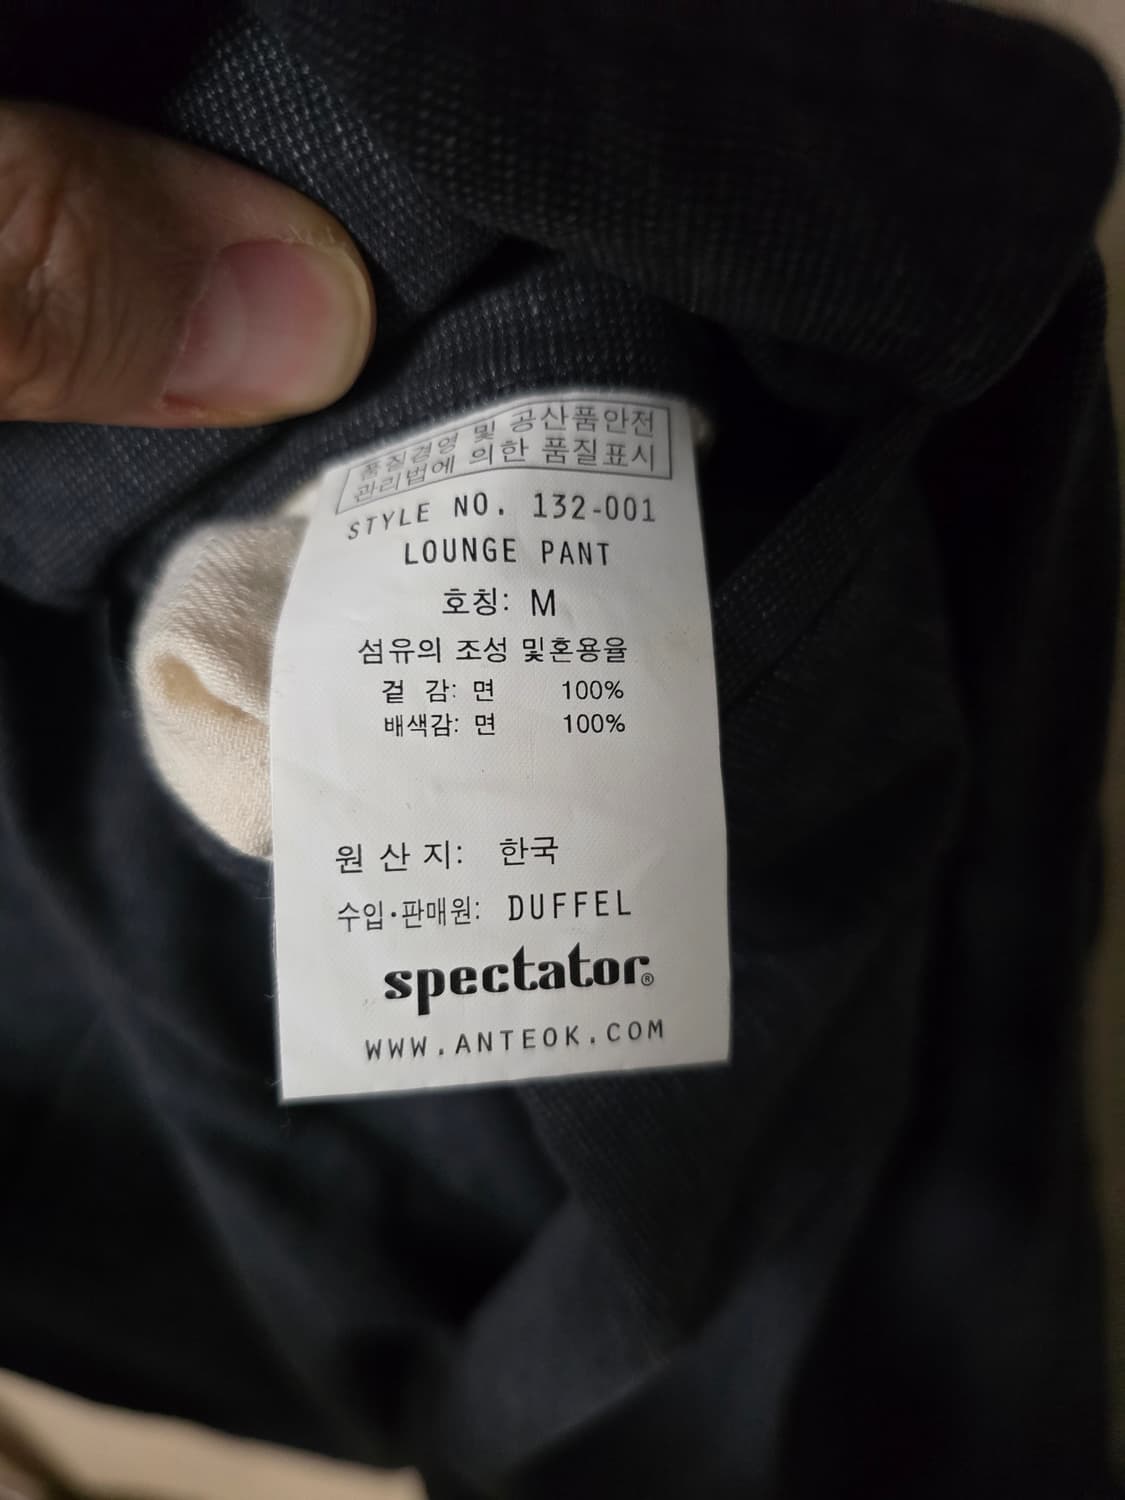 품질경영 및 공산품안전
관리법에 의한 품질표시
STYLE NO. 132-001
LOUNGE PANT
호칭: M
섬유의 조성 및혼용율
겉 감: 면 100%
배색감: 면 100%
원 산 지: 한국
수입·판매원: DUFFEL
spectator®
WWW.ANTEOK.COM